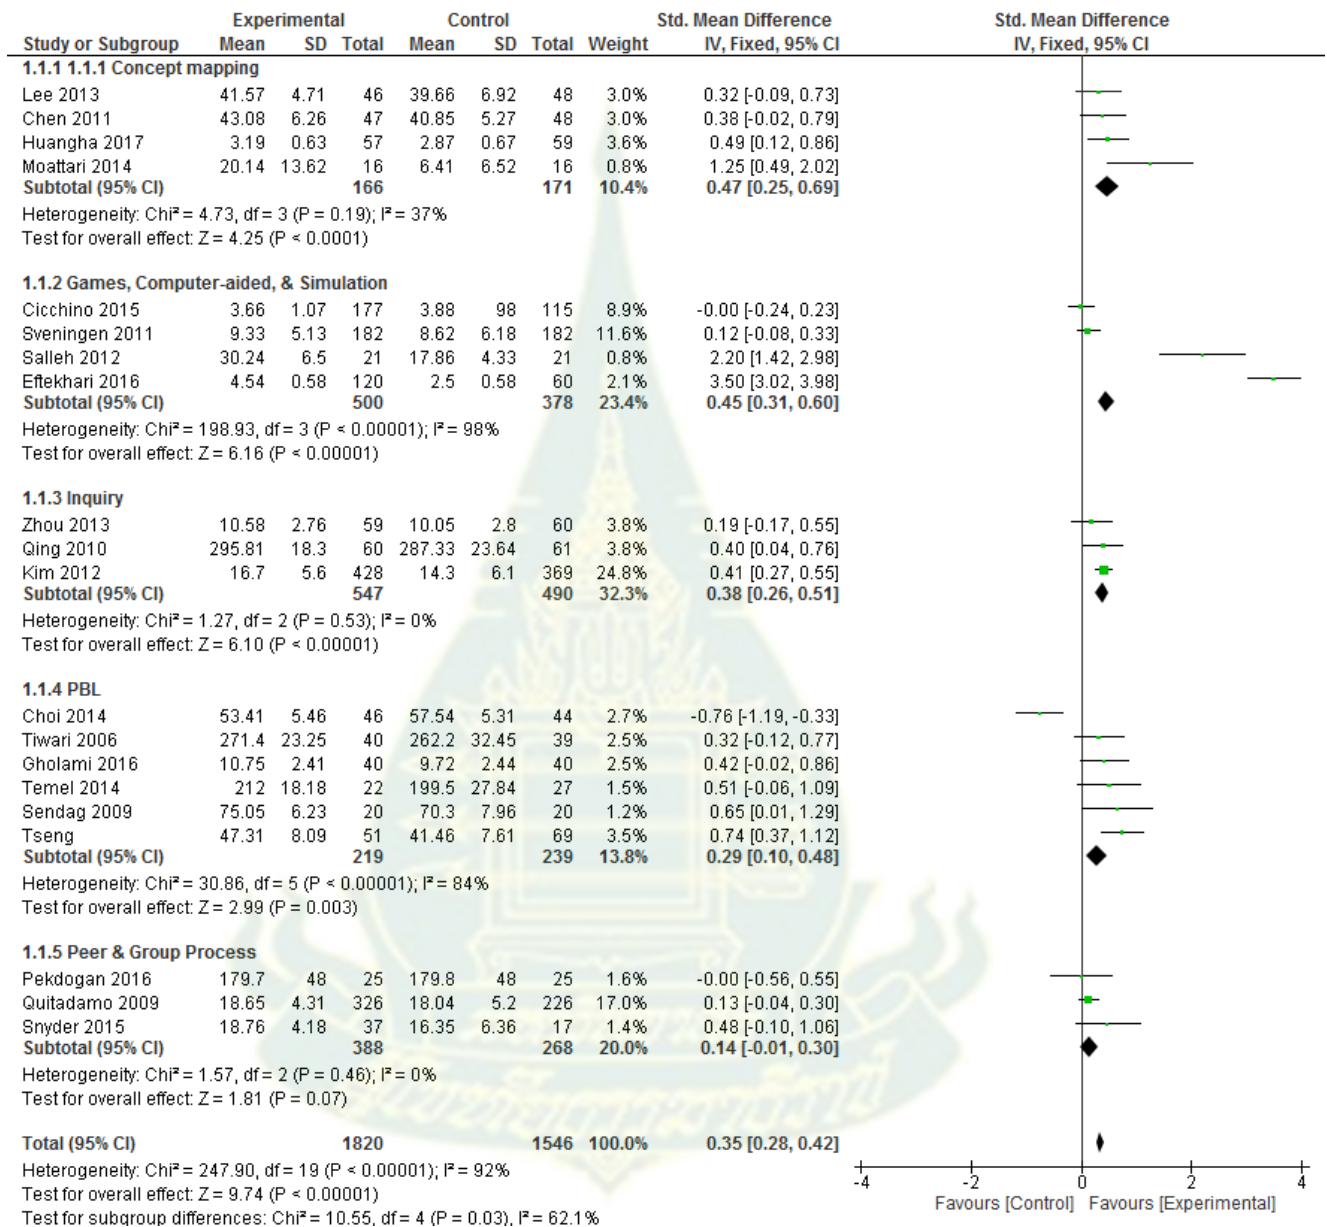 Experimental Control Std. Mean Difference Std. Mean Difference
Study or Subgroup Mean SD Total Mean SD Total Weight IV, Fixed, 95% CI IV, Fixed, 95% CI
1.1.1 1.1.1 Concept mapping
Lee 2013 41.57 4.71 46 39.66 6.92 48 3.0% 0.32 [-0.09, 0.73]
Chen 2011 43.08 6.26 47 40.85 5.27 48 3.0% 0.38 [-0.02, 0.79]
Huangha 2017 3.19 0.63 57 2.87 0.67 59 3.6% 0.49 [0.12, 0.86]
Moattari 2014 20.14 13.62 16 6.41 6.52 16 0.8% 1.25 [0.49, 2.02]
Subtotal (95% CI) 166 171 10.4% 0.47 [0.25, 0.69]
Heterogeneity: Chi² = 4.73, df = 3 (P = 0.19); I² = 37%
Test for overall effect: Z = 4.25 (P < 0.0001)
1.1.2 Games, Computer-aided, & Simulation
Cicchino 2015 3.66 1.07 177 3.88 98 115 8.9% -0.00 [-0.24, 0.23]
Sveningen 2011 9.33 5.13 182 8.62 6.18 182 11.6% 0.12 [-0.08, 0.33]
Salleh 2012 30.24 6.5 21 17.86 4.33 21 0.8% 2.20 [1.42, 2.98]
Eftekhari 2016 4.54 0.58 120 2.5 0.58 60 2.1% 3.50 [3.02, 3.98]
Subtotal (95% CI) 500 378 23.4% 0.45 [0.31, 0.60]
Heterogeneity: Chi² = 198.93, df = 3 (P < 0.00001); I² = 98%
Test for overall effect: Z = 6.16 (P < 0.00001)
1.1.3 Inquiry
Zhou 2013 10.58 2.76 59 10.05 2.8 60 3.8% 0.19 [-0.17, 0.55]
Qing 2010 295.81 18.3 60 287.33 23.64 61 3.8% 0.40 [0.04, 0.76]
Kim 2012 16.7 5.6 428 14.3 6.1 369 24.8% 0.41 [0.27, 0.55]
Subtotal (95% CI) 547 490 32.3% 0.38 [0.26, 0.51]
Heterogeneity: Chi² = 1.27, df = 2 (P = 0.53); I² = 0%
Test for overall effect: Z = 6.10 (P < 0.00001)
1.1.4 PBL
Choi 2014 53.41 5.46 46 57.54 5.31 44 2.7% -0.76 [-1.19, -0.33]
Tiwari 2006 271.4 23.25 40 262.2 32.45 39 2.5% 0.32 [-0.12, 0.77]
Gholami 2016 10.75 2.41 40 9.72 2.44 40 2.5% 0.42 [-0.02, 0.86]
Temel 2014 212 18.18 22 199.5 27.84 27 1.5% 0.51 [-0.06, 1.09]
Sendag 2009 75.05 6.23 20 70.3 7.96 20 1.2% 0.65 [0.01, 1.29]
Tseng 47.31 8.09 51 41.46 7.61 69 3.5% 0.74 [0.37, 1.12]
Subtotal (95% CI) 219 239 13.8% 0.29 [0.10, 0.48]
Heterogeneity: Chi² = 30.86, df = 5 (P < 0.00001); I² = 84%
Test for overall effect: Z = 2.99 (P = 0.003)
1.1.5 Peer & Group Process
Pekdogan 2016 179.7 48 25 179.8 48 25 1.6% -0.00 [-0.56, 0.55]
Quitadamo 2009 18.65 4.31 326 18.04 5.2 226 17.0% 0.13 [-0.04, 0.30]
Snyder 2015 18.76 4.18 37 16.35 6.36 17 1.4% 0.48 [-0.10, 1.06]
Subtotal (95% CI) 388 268 20.0% 0.14 [-0.01, 0.30]
Heterogeneity: Chi² = 1.57, df = 2 (P = 0.46); I² = 0%
Test for overall effect: Z = 1.81 (P = 0.07)
Total (95% CI) 1820 1546 100.0% 0.35 [0.28, 0.42]
Heterogeneity: Chi² = 247.90, df = 19 (P < 0.00001); I² = 92%
Test for overall effect: Z = 9.74 (P < 0.00001)
Test for subgroup differences: Chi² = 10.55, df = 4 (P = 0.03), I² = 62.1%
-4 -2 0 2 4
Favours [Control] Favours [Experimental]